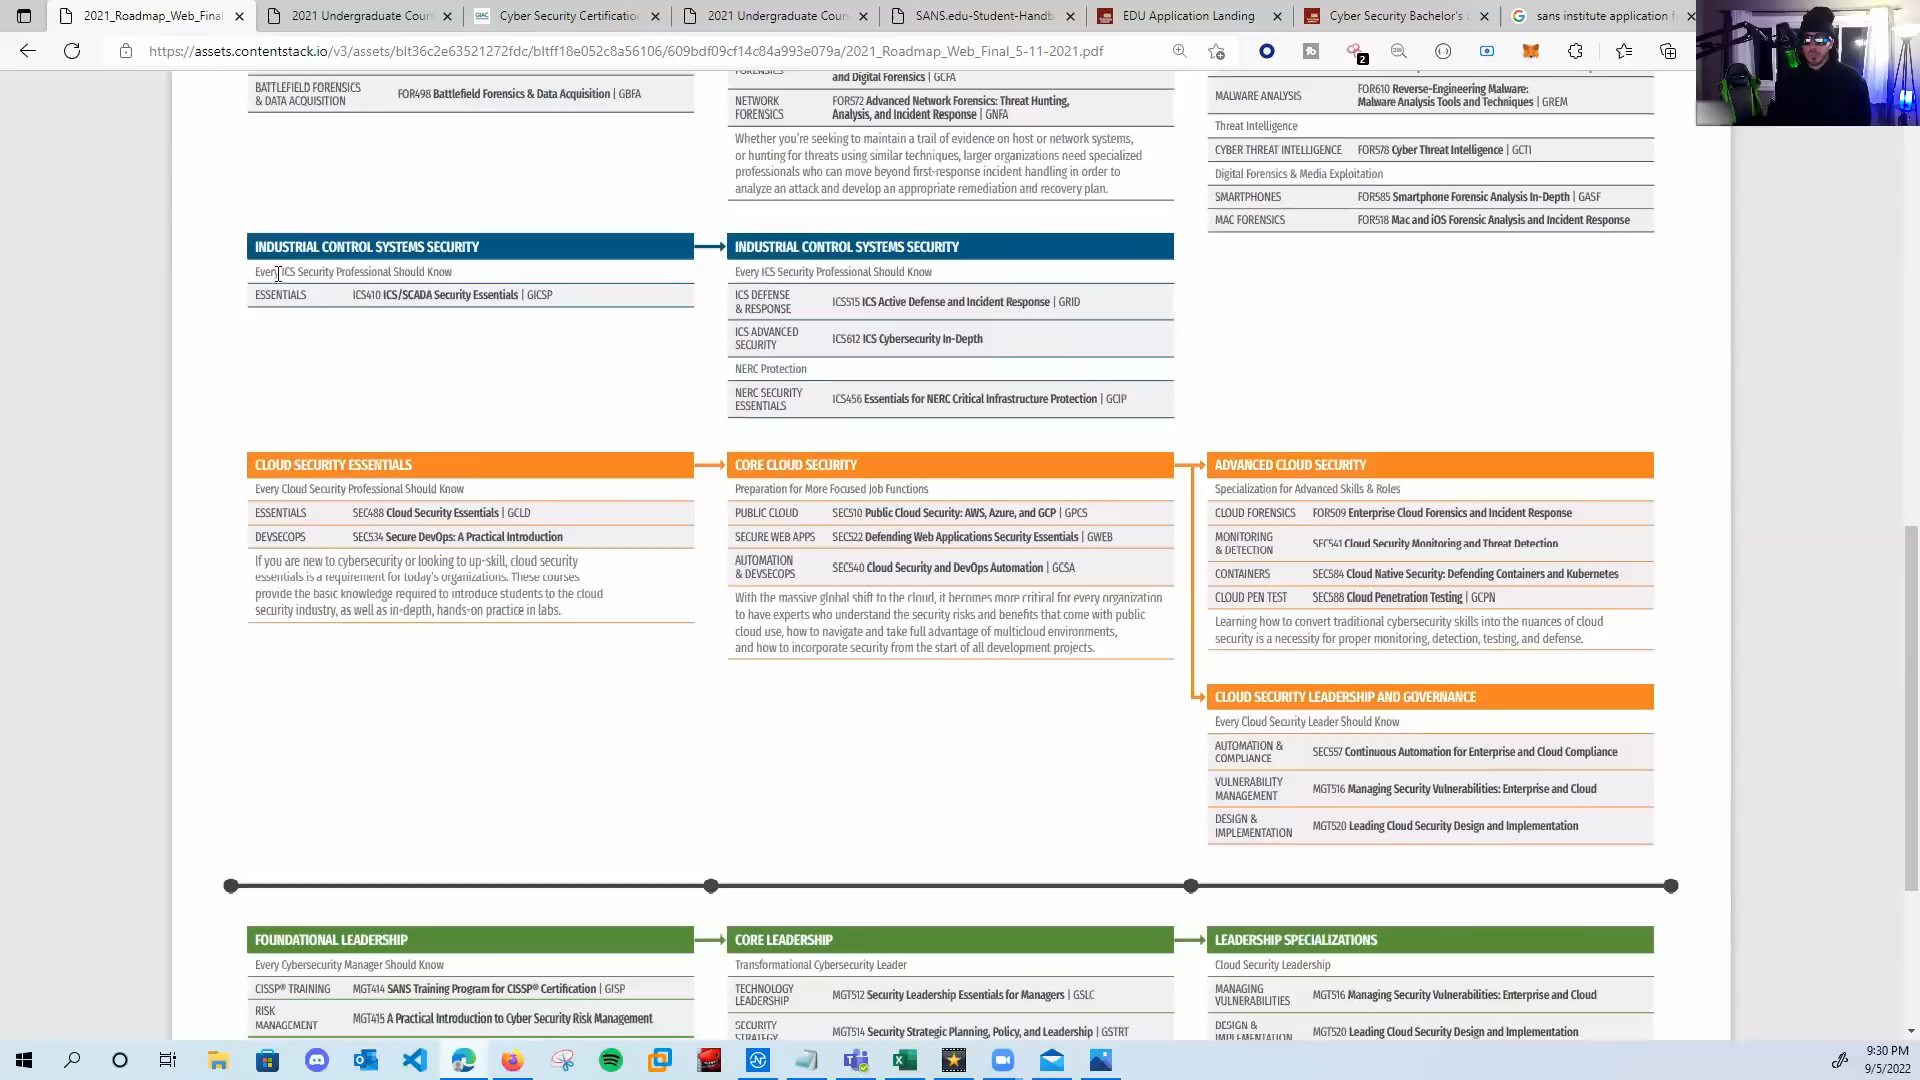 2021_Roadmap_Web_Final
2021 Undergraduate Cour
Cyber Security Certificatio
2021 Undergraduate Cour
SANS.edu-Student-Handb
EDU Application Landing
Cyber Security Bachelor's
sans institute application f
https://assets.contentstack.io/v3/assets/blt36c2e63521272fdc/bltff18e052c8a56106/609bdf09cf14c84a993e079a/2021_Roadmap_Web_Final_5-11-2021.pdf
2
BATTLEFIELD FORENSICS
& DATA ACQUISITION
FOR498 Battlefield Forensics & Data Acquisition | GBFA
FORENSICS
and Digital Forensics | GCFA
NETWORK
FORENSICS
FOR572 Advanced Network Forensics: Threat Hunting,
Analysis, and Incident Response | GNFA
Whether you're seeking to maintain a trail of evidence on host or network systems,
or hunting for threats using similar techniques, larger organizations need specialized
professionals who can move beyond first-response incident handling in order to
analyze an attack and develop an appropriate remediation and recovery plan.
MALWARE ANALYSIS
FOR610 Reverse-Engineering Malware:
Malware Analysis Tools and Techniques | GREM
Threat Intelligence
CYBER THREAT INTELLIGENCE FOR578 Cyber Threat Intelligence | GCTI
Digital Forensics & Media Exploitation
SMARTPHONES FOR585 Smartphone Forensic Analysis In-Depth | GASF
MAC FORENSICS FOR518 Mac and iOS Forensic Analysis and Incident Response
INDUSTRIAL CONTROL SYSTEMS SECURITY
Every ICS Security Professional Should Know
ESSENTIALS ICS410 ICS/SCADA Security Essentials | GICSP
INDUSTRIAL CONTROL SYSTEMS SECURITY
Every ICS Security Professional Should Know
ICS DEFENSE
& RESPONSE
ICS515 ICS Active Defense and Incident Response | GRID
ICS ADVANCED
SECURITY
ICS612 ICS Cybersecurity In-Depth
NERC Protection
NERC SECURITY
ESSENTIALS
ICS456 Essentials for NERC Critical Infrastructure Protection | GCIP
CLOUD SECURITY ESSENTIALS
Every Cloud Security Professional Should Know
ESSENTIALS SEC488 Cloud Security Essentials | GCLD
DEVSECOPS SEC534 Secure DevOps: A Practical Introduction
If you are new to cybersecurity or looking to up-skill, cloud security
essentials is a requirement for today's organizations. These courses
provide the basic knowledge required to introduce students to the cloud
security industry, as well as in-depth, hands-on practice in labs.
CORE CLOUD SECURITY
Preparation for More Focused Job Functions
PUBLIC CLOUD SEC510 Public Cloud Security: AWS, Azure, and GCP | GPCS
SECURE WEB APPS SEC522 Defending Web Applications Security Essentials | GWEB
AUTOMATION
& DEVSECOPS
SEC540 Cloud Security and DevOps Automation | GCSA
With the massive global shift to the cloud, it becomes more critical for every organization
to have experts who understand the security risks and benefits that come with public
cloud use, how to navigate and take full advantage of multicloud environments,
and how to incorporate security from the start of all development projects.
ADVANCED CLOUD SECURITY
Specialization for Advanced Skills & Roles
CLOUD FORENSICS FOR509 Enterprise Cloud Forensics and Incident Response
MONITORING
& DETECTION
SEC541 Cloud Security Monitoring and Threat Detection
CONTAINERS SEC584 Cloud Native Security: Defending Containers and Kubernetes
CLOUD PEN TEST SEC588 Cloud Penetration Testing | GCPN
Learning how to convert traditional cybersecurity skills into the nuances of cloud
security is a necessity for proper monitoring, detection, testing, and defense.
CLOUD SECURITY LEADERSHIP AND GOVERNANCE
Every Cloud Security Leader Should Know
AUTOMATION &
COMPLIANCE
SEC557 Continuous Automation for Enterprise and Cloud Compliance
VULNERABILITY
MANAGEMENT
MGT516 Managing Security Vulnerabilities: Enterprise and Cloud
DESIGN &
IMPLEMENTATION
MGT520 Leading Cloud Security Design and Implementation
FOUNDATIONAL LEADERSHIP
Every Cybersecurity Manager Should Know
CISSP® TRAINING MGT414 SANS Training Program for CISSP® Certification | GISP
RISK
MANAGEMENT
MGT415 A Practical Introduction to Cyber Security Risk Management
CORE LEADERSHIP
Transformational Cybersecurity Leader
TECHNOLOGY
LEADERSHIP
MGT512 Security Leadership Essentials for Managers | GSLC
SECURITY
STRATEGY
MGT514 Security Strategic Planning, Policy, and Leadership | GSTRT
LEADERSHIP SPECIALIZATIONS
Cloud Security Leadership
MANAGING
VULNERABILITIES
MGT516 Managing Security Vulnerabilities: Enterprise and Cloud
DESIGN &
IMPLEMENTATION
MGT520 Leading Cloud Security Design and Implementation
9:30 PM
9/5/2022